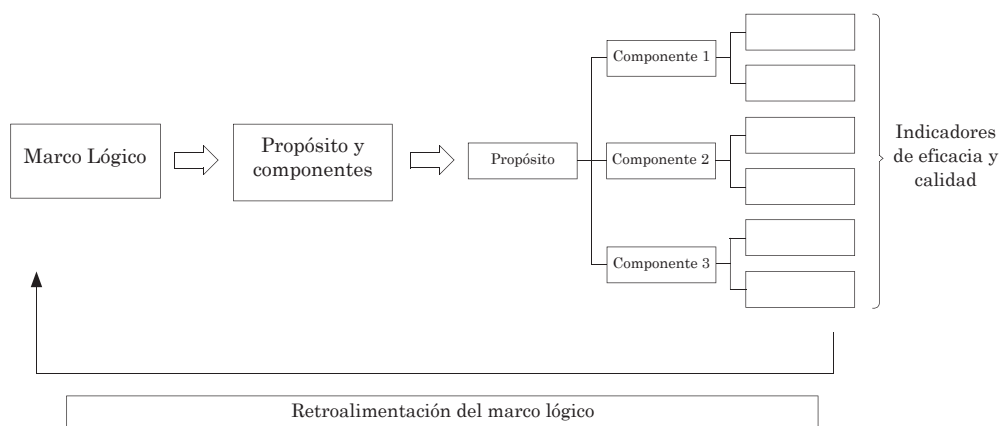 Marco Lógico
Propósito y
componentes
Propósito
Componente 1
Componente 2
Componente 3
Indicadores
de eficacia y
calidad
Retroalimentación del marco lógico